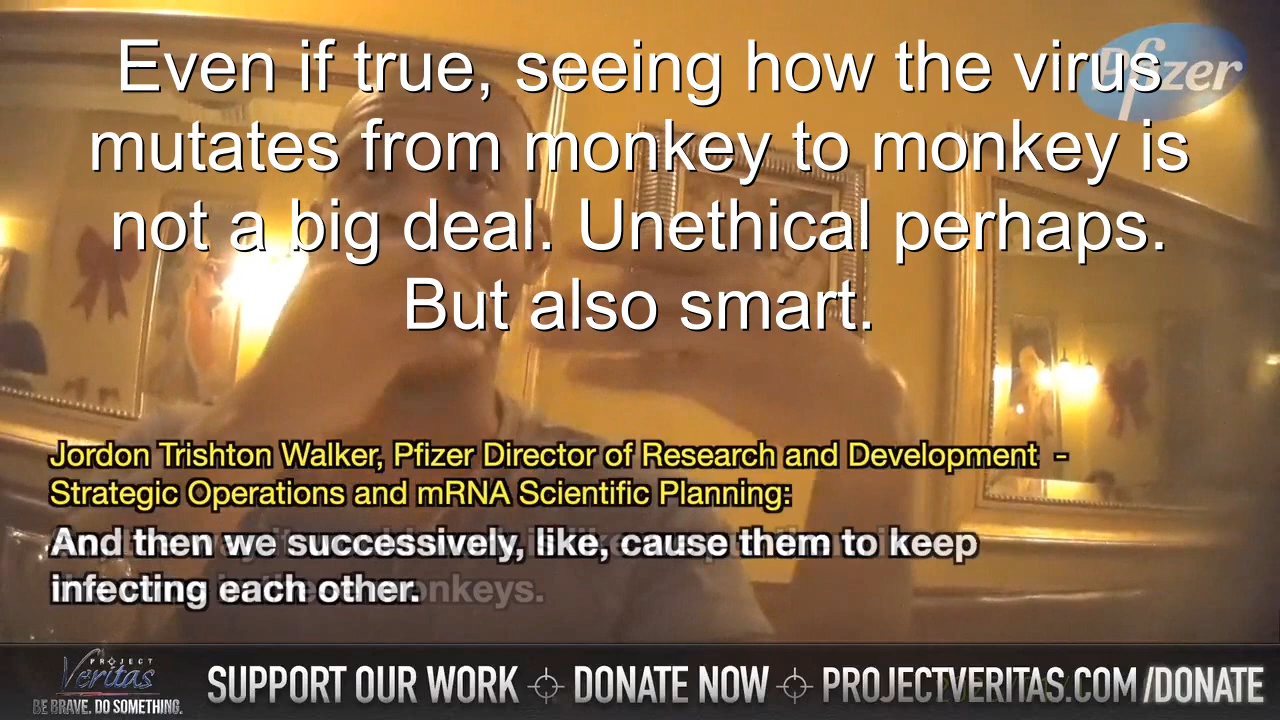 Even if true, seeing how the virus
mutates from monkey to monkey is
not a big deal. Unethical perhaps.
But also smart.
Pfizer
Jordon Trishton Walker, Pfizer Director of Research and Development -
Strategic Operations and mRNA Scientific Planning:
And then we successively, like, cause them to keep
infecting each other.
PROJECT
Veritas
BE BRAVE. DO SOMETHING.
SUPPORT OUR WORK DONATE NOW PROJECTVERITAS.COM/DONATE